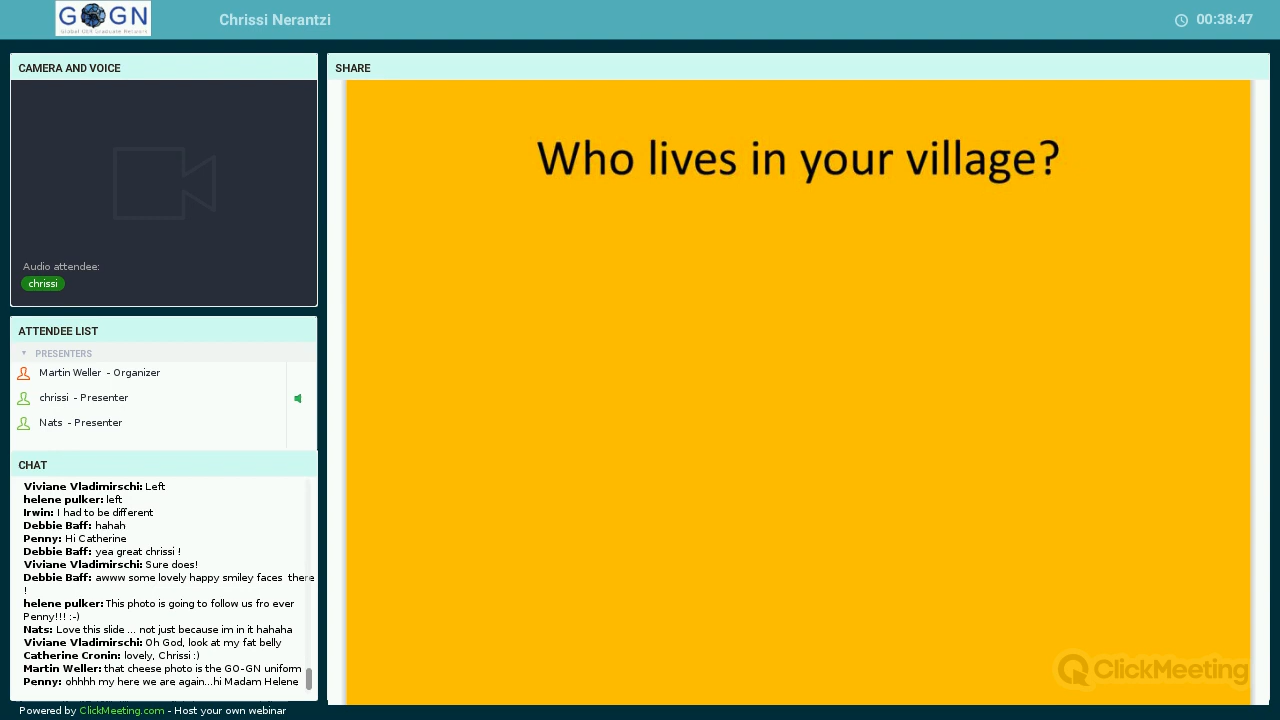 GOGN
Global OER Graduate Network
Chrissi Nerantzi
00:38:47
CAMERA AND VOICE
Audio attendee:
chrissi
SHARE
Who lives in your village?
ClickMeeting
ATTENDEE LIST
PRESENTERS
Martin Weller - Organizer
chrissi - Presenter
Nats - Presenter
CHAT
Viviane Vladimirschi: Left
helene pulker: left
Irwin: I had to be different
Debbie Baff: hahah
Penny: Hi Catherine
Debbie Baff: yea great chrissi !
Viviane Vladimirschi: Sure does!
Debbie Baff: awww some lovely happy smiley faces there
!
helene pulker: This photo is going to follow us fro ever
Penny!!! :-)
Nats: Love this slide ... not just because im in it hahaha
Viviane Vladimirschi: Oh God, look at my fat belly
Catherine Cronin: lovely, Chrissi :)
Martin Weller: that cheese photo is the GO-GN uniform
Penny: ohhhh my here we are again...hi Madam Helene
Powered by ClickMeeting.com - Host your own webinar